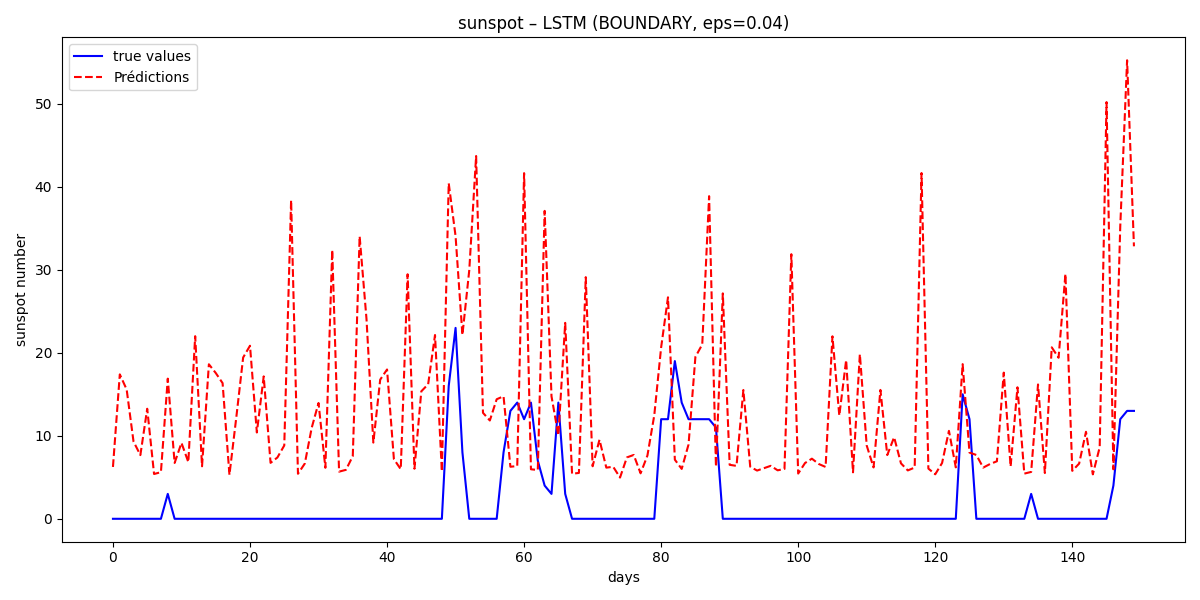 sunspot – LSTM (BOUNDARY, eps=0.04)
true values
Prédictions
sunspot number
50
40
30
20
10
0
0 20 40 60 80 100 120 140
days